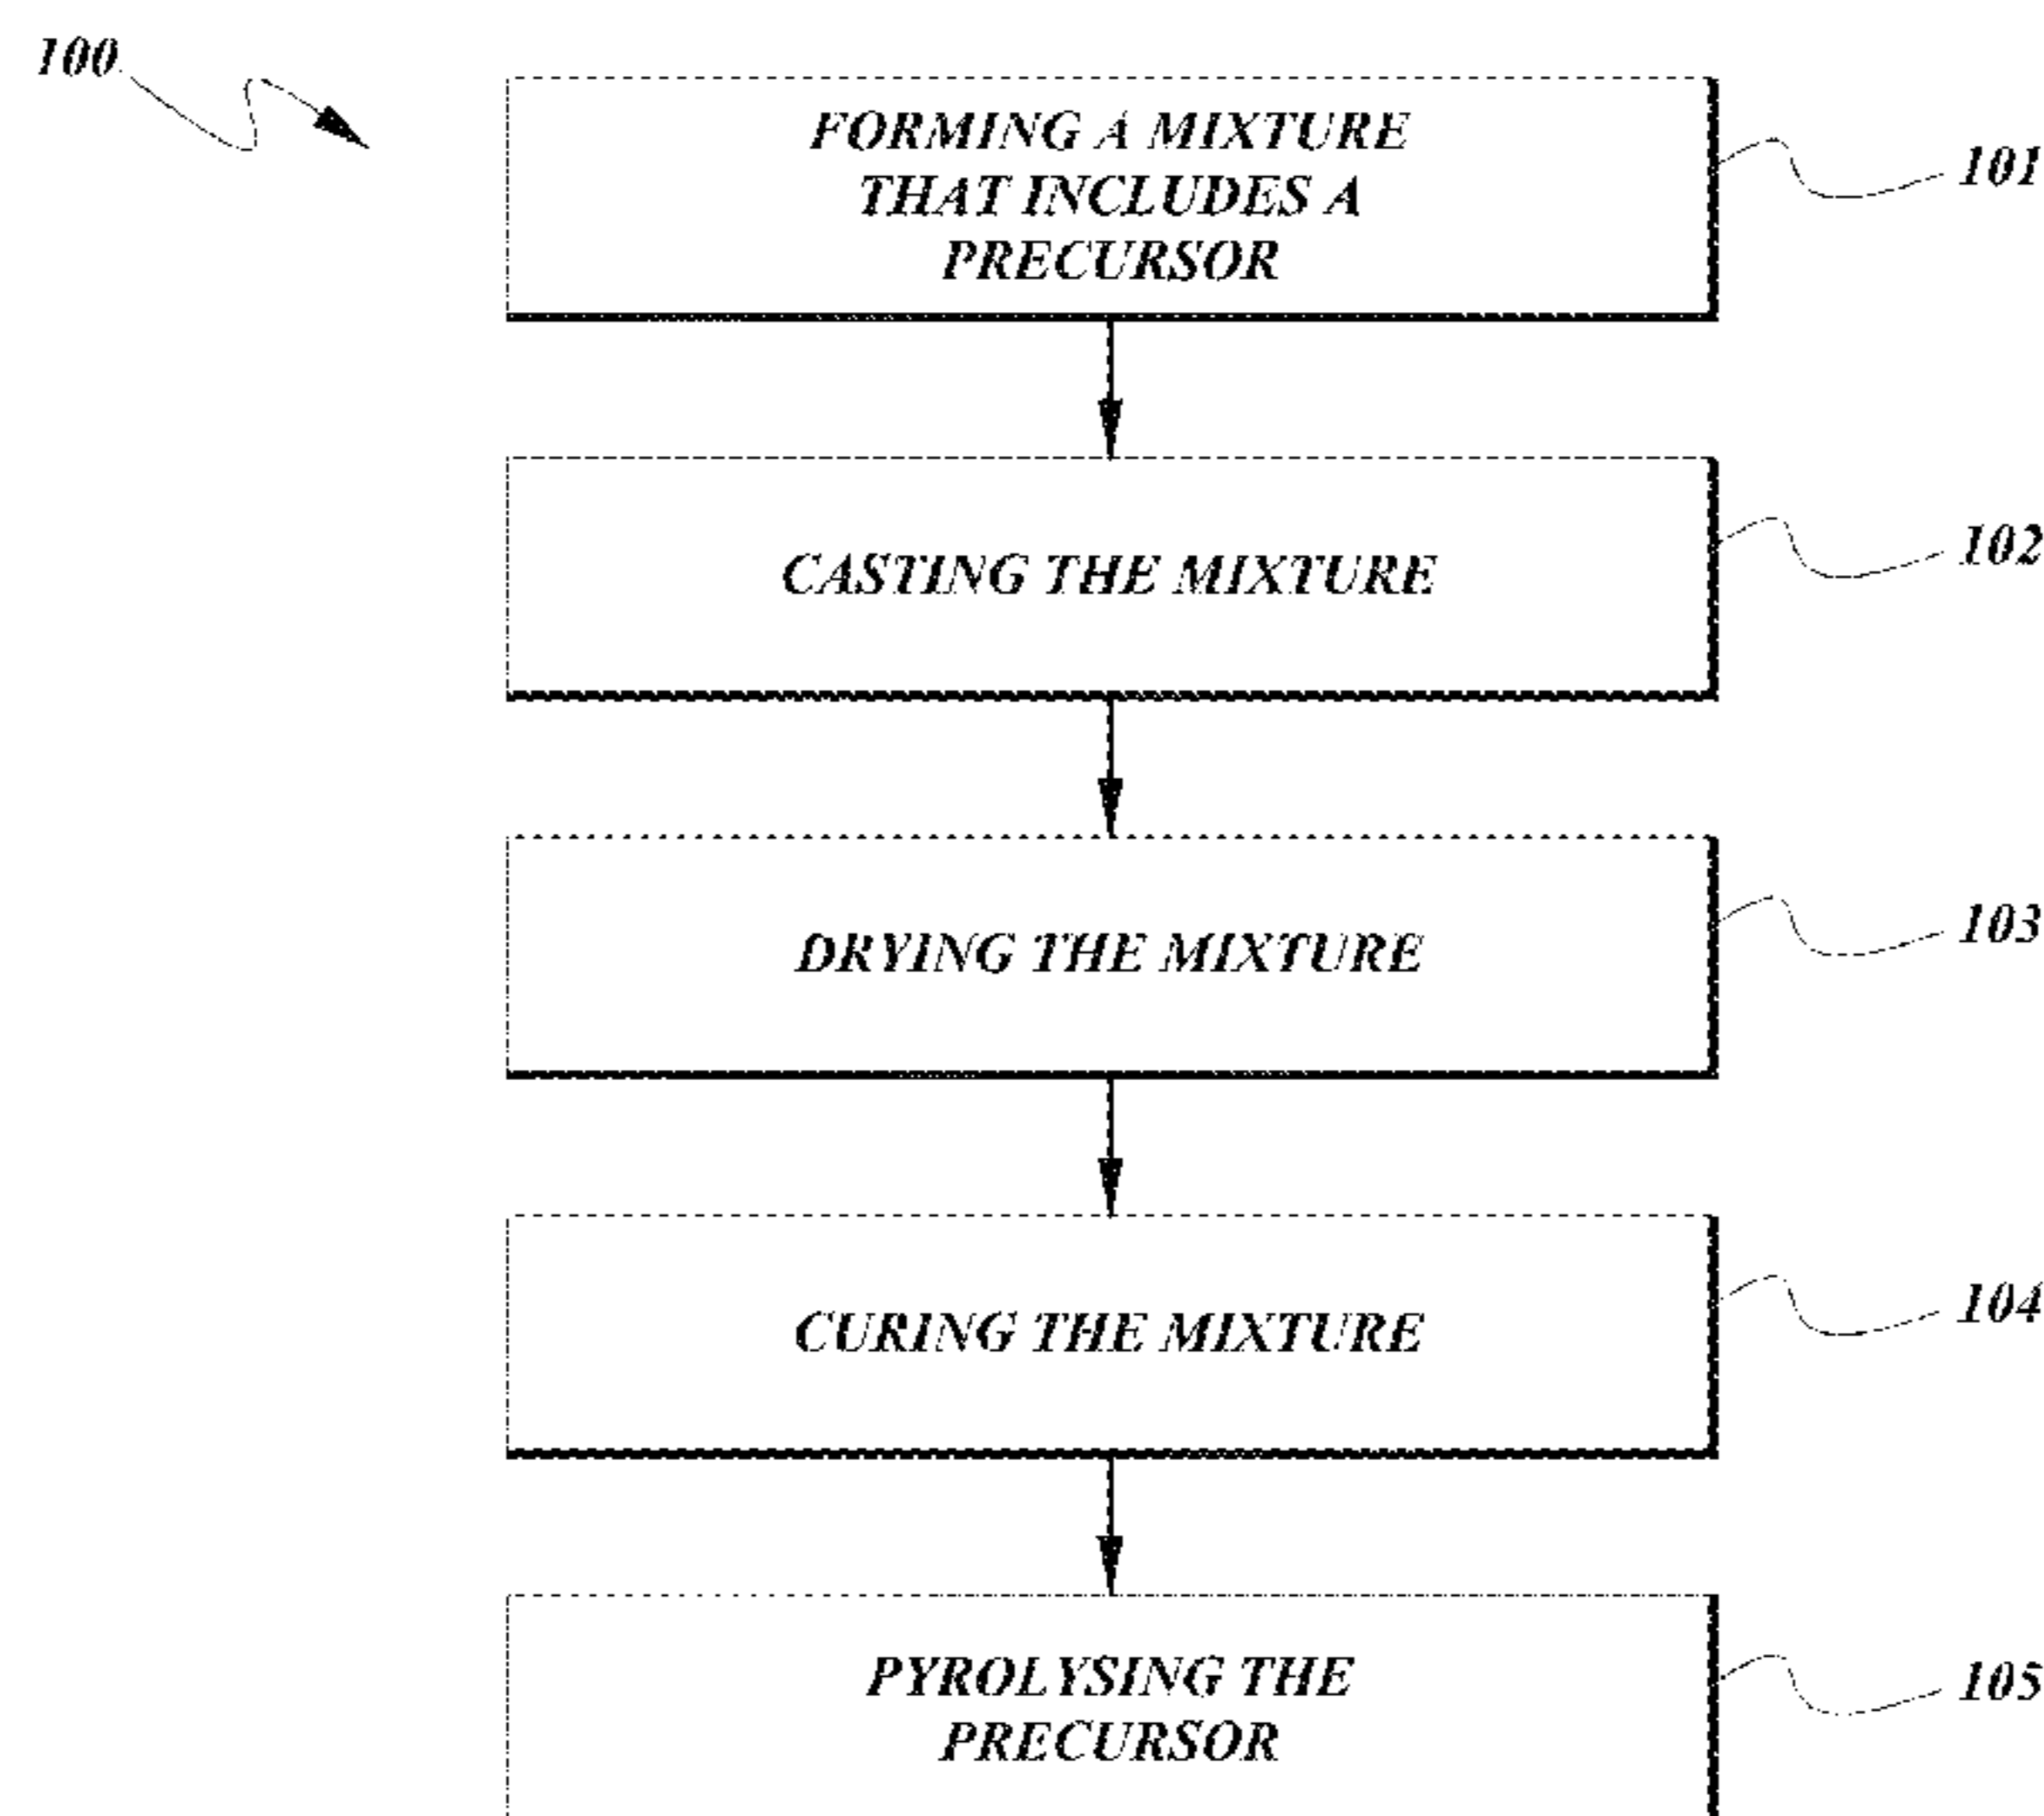 100
FORMING A MIXTURE
THAT INCLUDES A
PRECURSOR
101
CASTING THE MIXTURE
102
DRYING THE MIXTURE
103
CURING THE MIXTURE
104
PYROLYSING THE
PRECURSOR
105